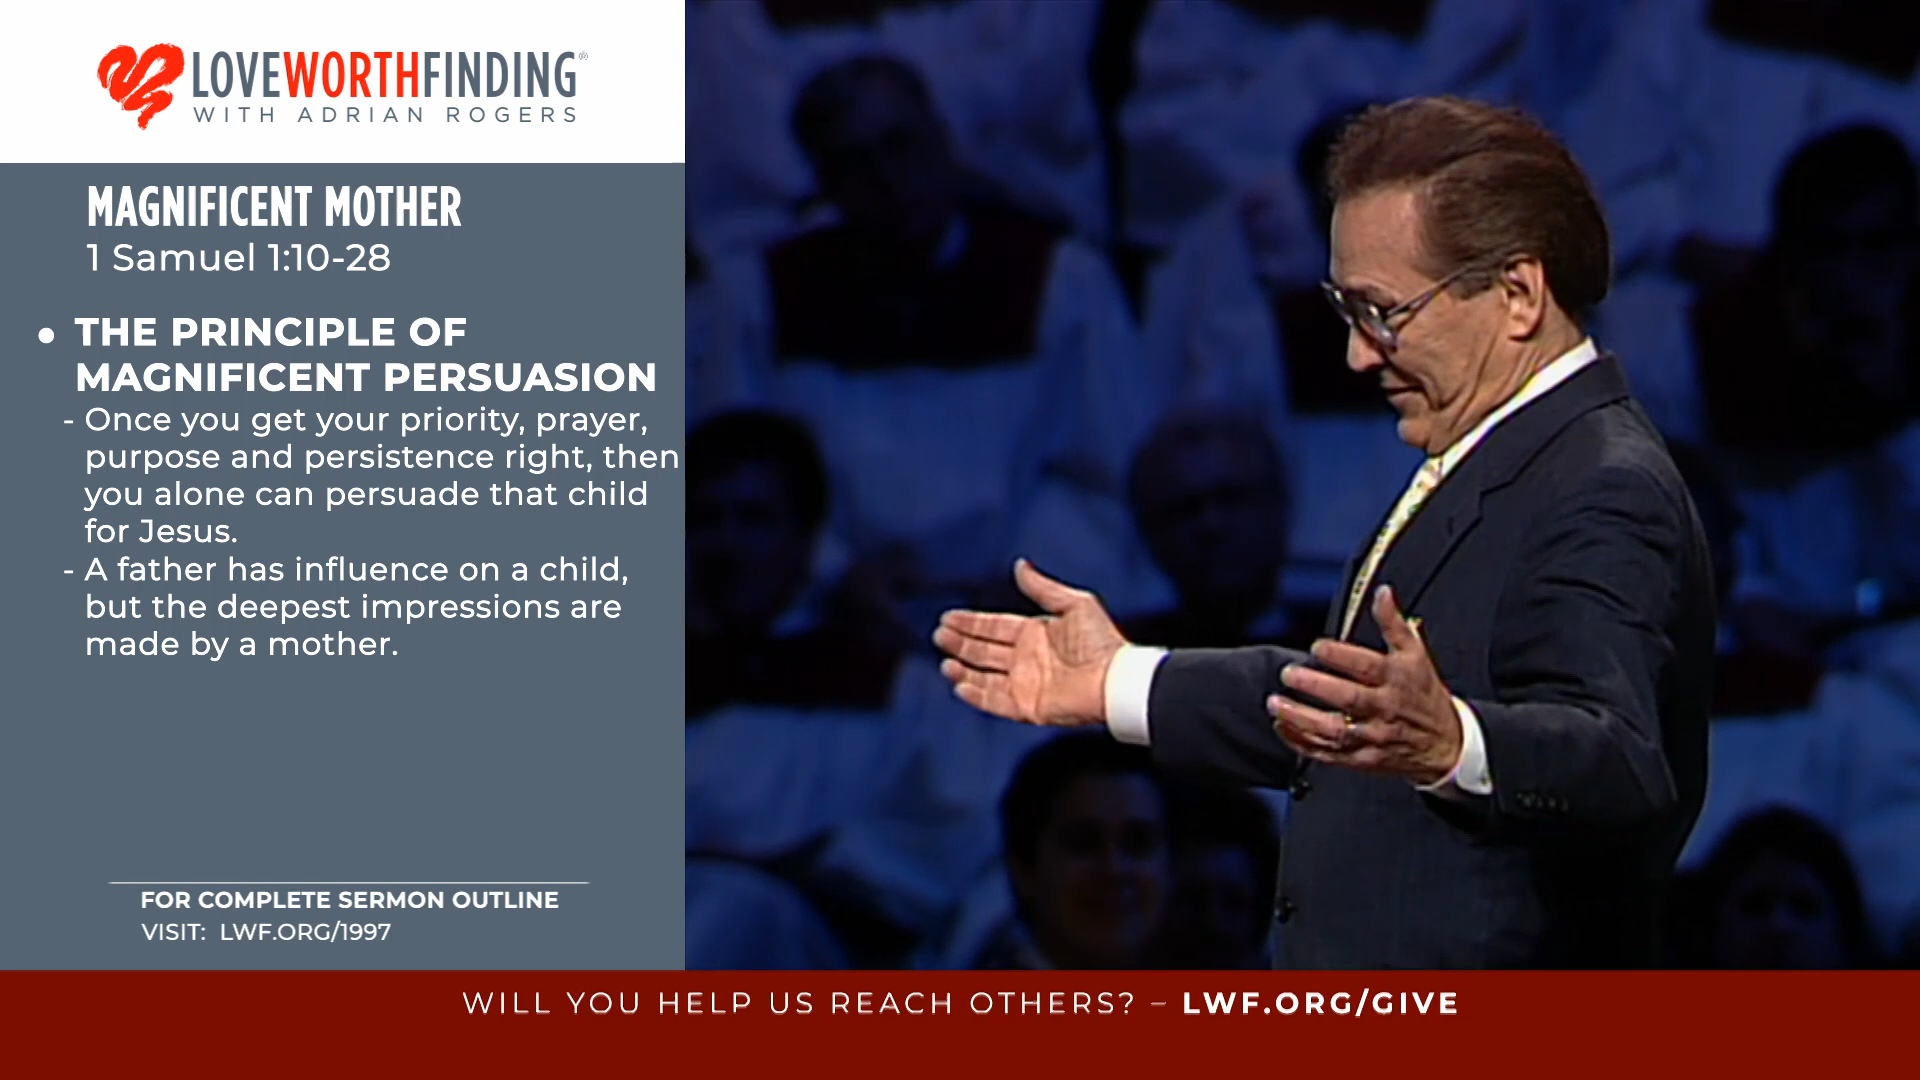 LOVEWORTHFINDING®
WITH ADRIAN ROGERS
MAGNIFICENT MOTHER
1 Samuel 1:10-28
• THE PRINCIPLE OF
MAGNIFICENT PERSUASION
- Once you get your priority, prayer,
purpose and persistence right, then
you alone can persuade that child
for Jesus.
- A father has influence on a child,
but the deepest impressions are
made by a mother.
FOR COMPLETE SERMON OUTLINE
VISIT: LWF.ORG/1997
WILL YOU HELP US REACH OTHERS? – LWF.ORG/GIVE